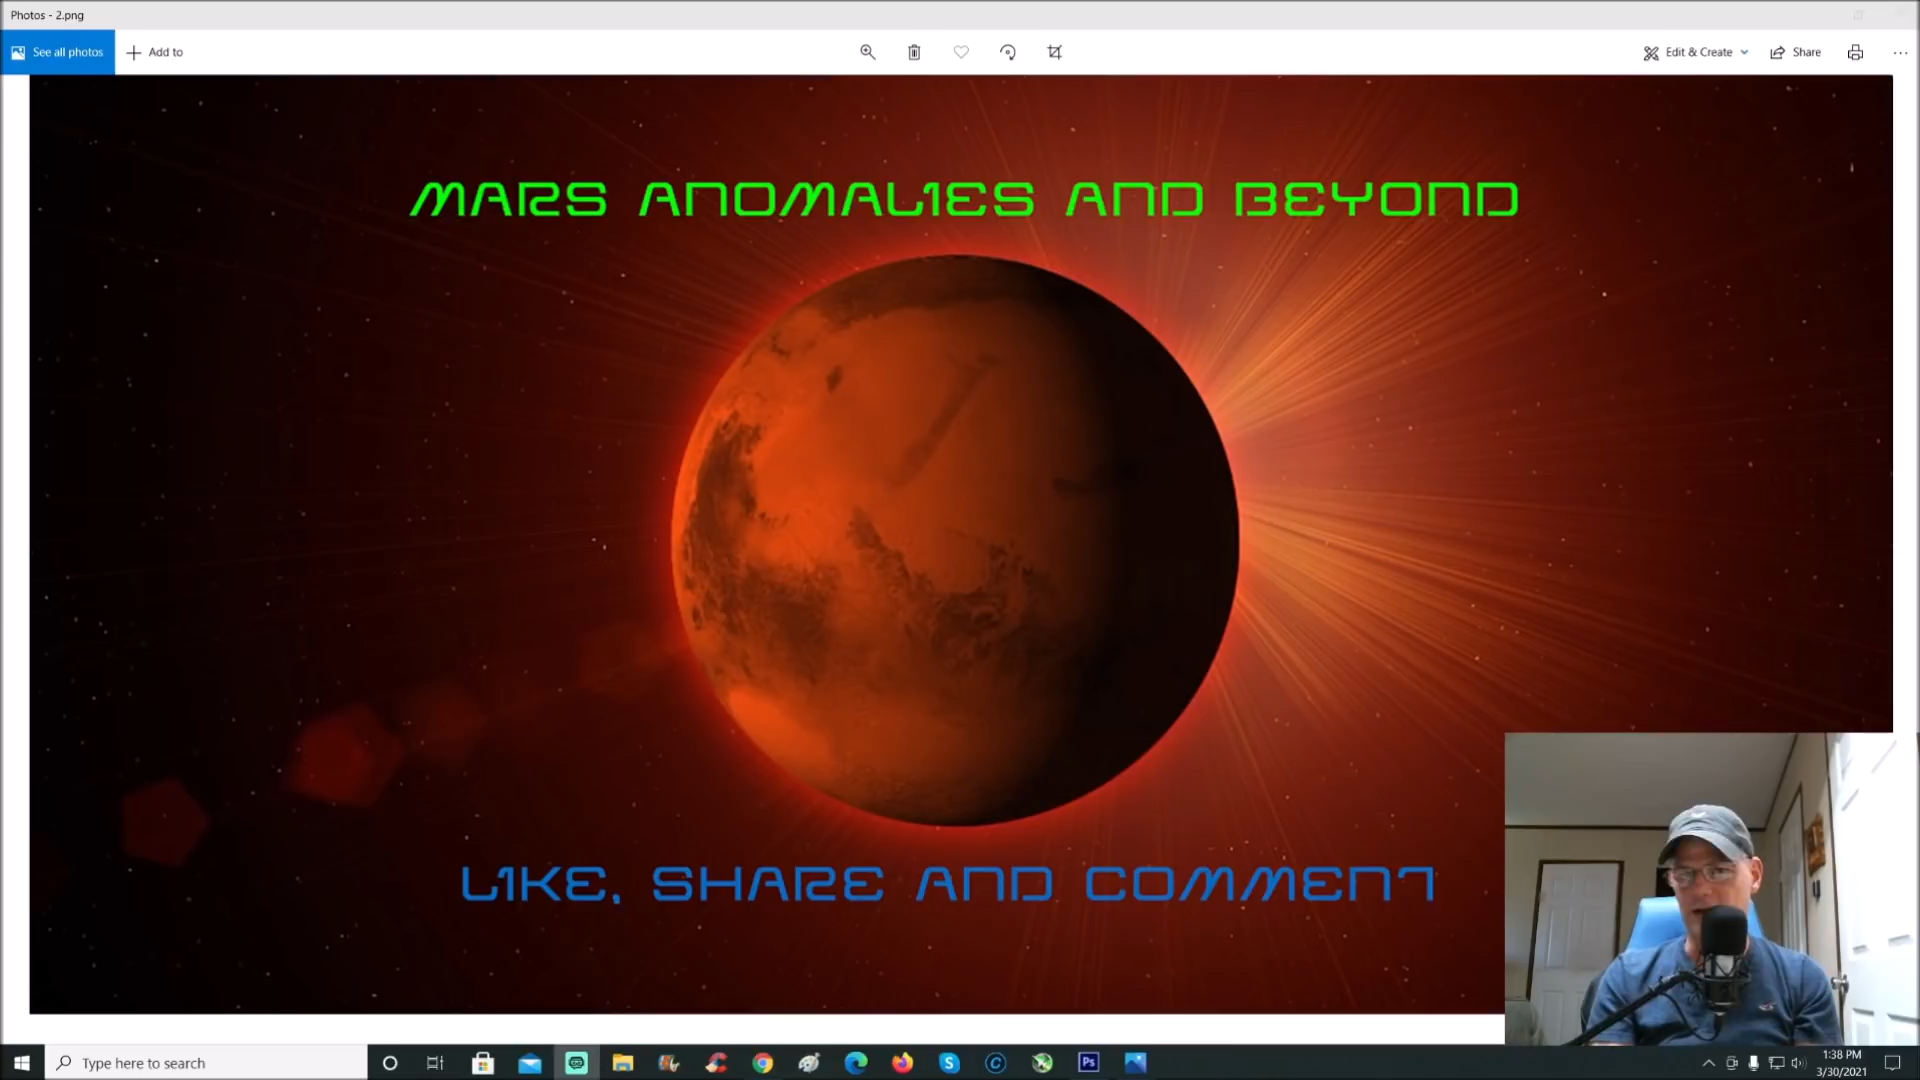 Photos - 2.png
See all photos
Add to
Edit & Create
Share
MARS ANOMALIES AND BEYOND
LIKE, SHARE AND COMMENT
Type here to search
Ps
1:38 PM
3/30/2021